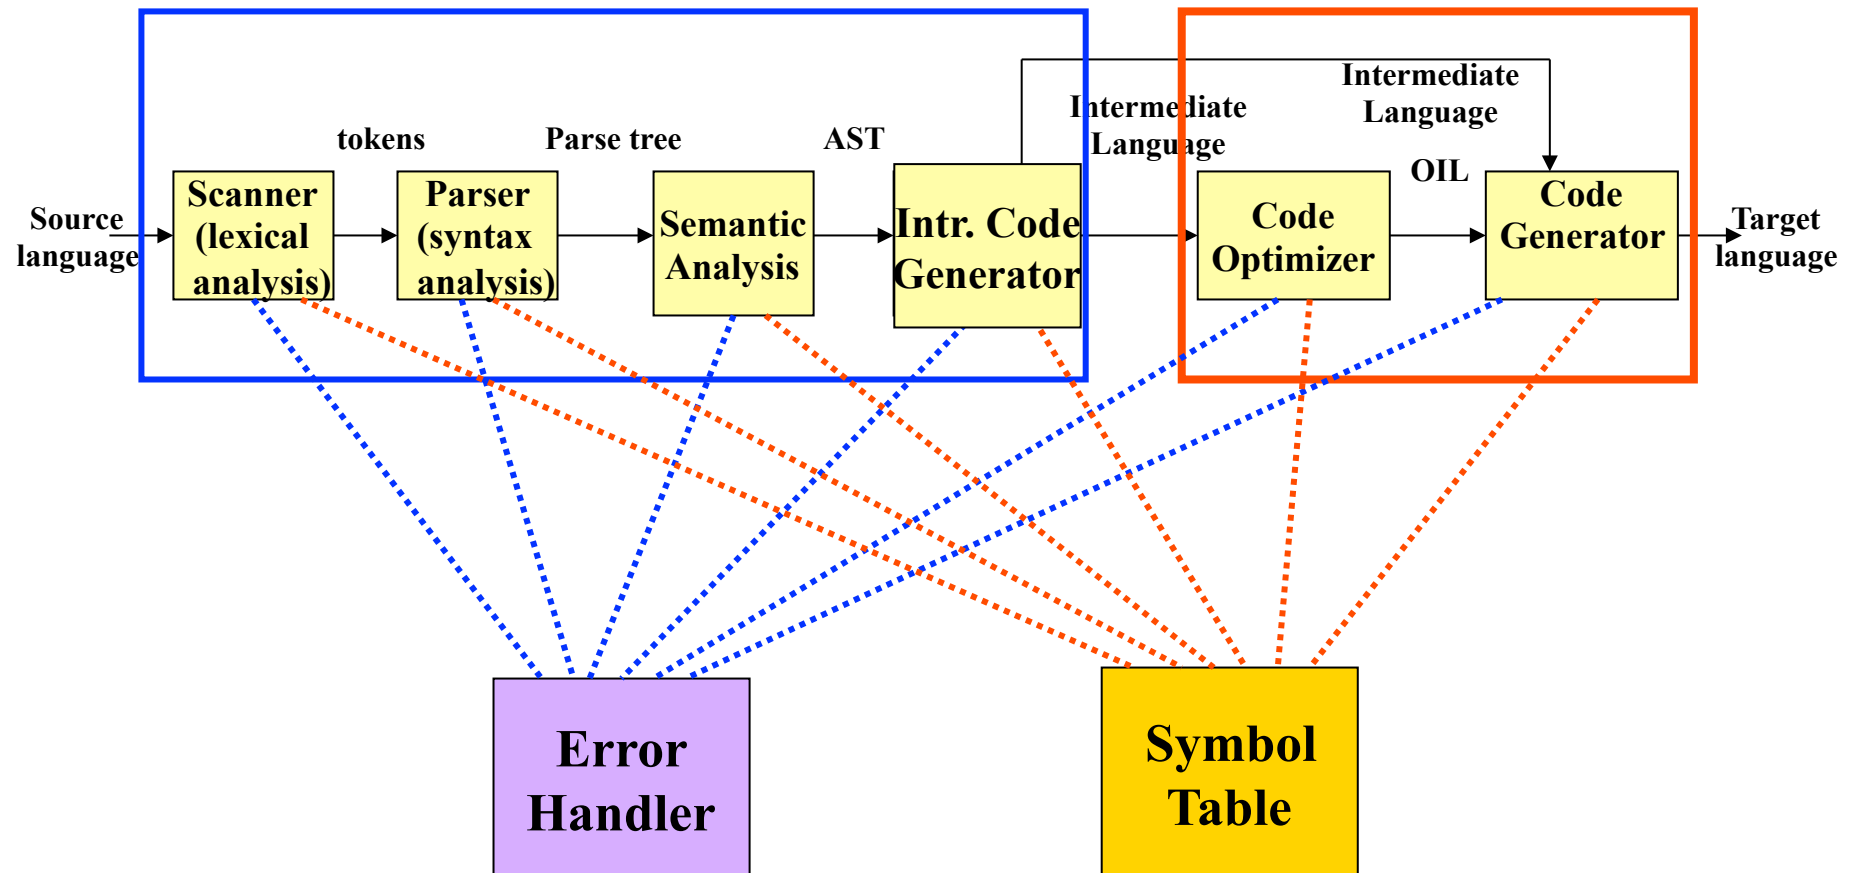 Source
language
tokens
Parse tree
AST
Intermediate
Language
Intermediate
Language
OIL
Scanner
(lexical
analysis)
Parser
(syntax
analysis)
Semantic
Analysis
Intr. Code
Generator
Code
Optimizer
Code
Generator
Target
language
Error
Handler
Symbol
Table